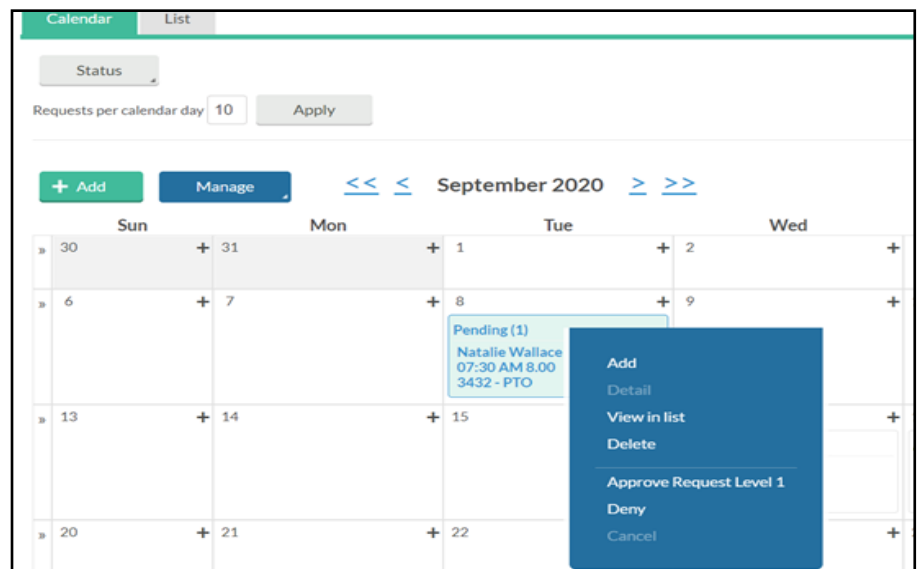 Calendar List
Status
Requests per calendar day 10 Apply
+ Add Manage << < September 2020 > >>
Sun Mon Tue Wed
» 30 + 31 + 1 + 2 +
» 6 + 7 + 8 + 9 +
Pending (1)
Natalie Wallace
07:30 AM 8.00
3432 - PTO
Add
Detail
View in list
Delete
Approve Request Level 1
Deny
Cancel
» 13 + 14 + 15 +
» 20 + 21 + 22 +